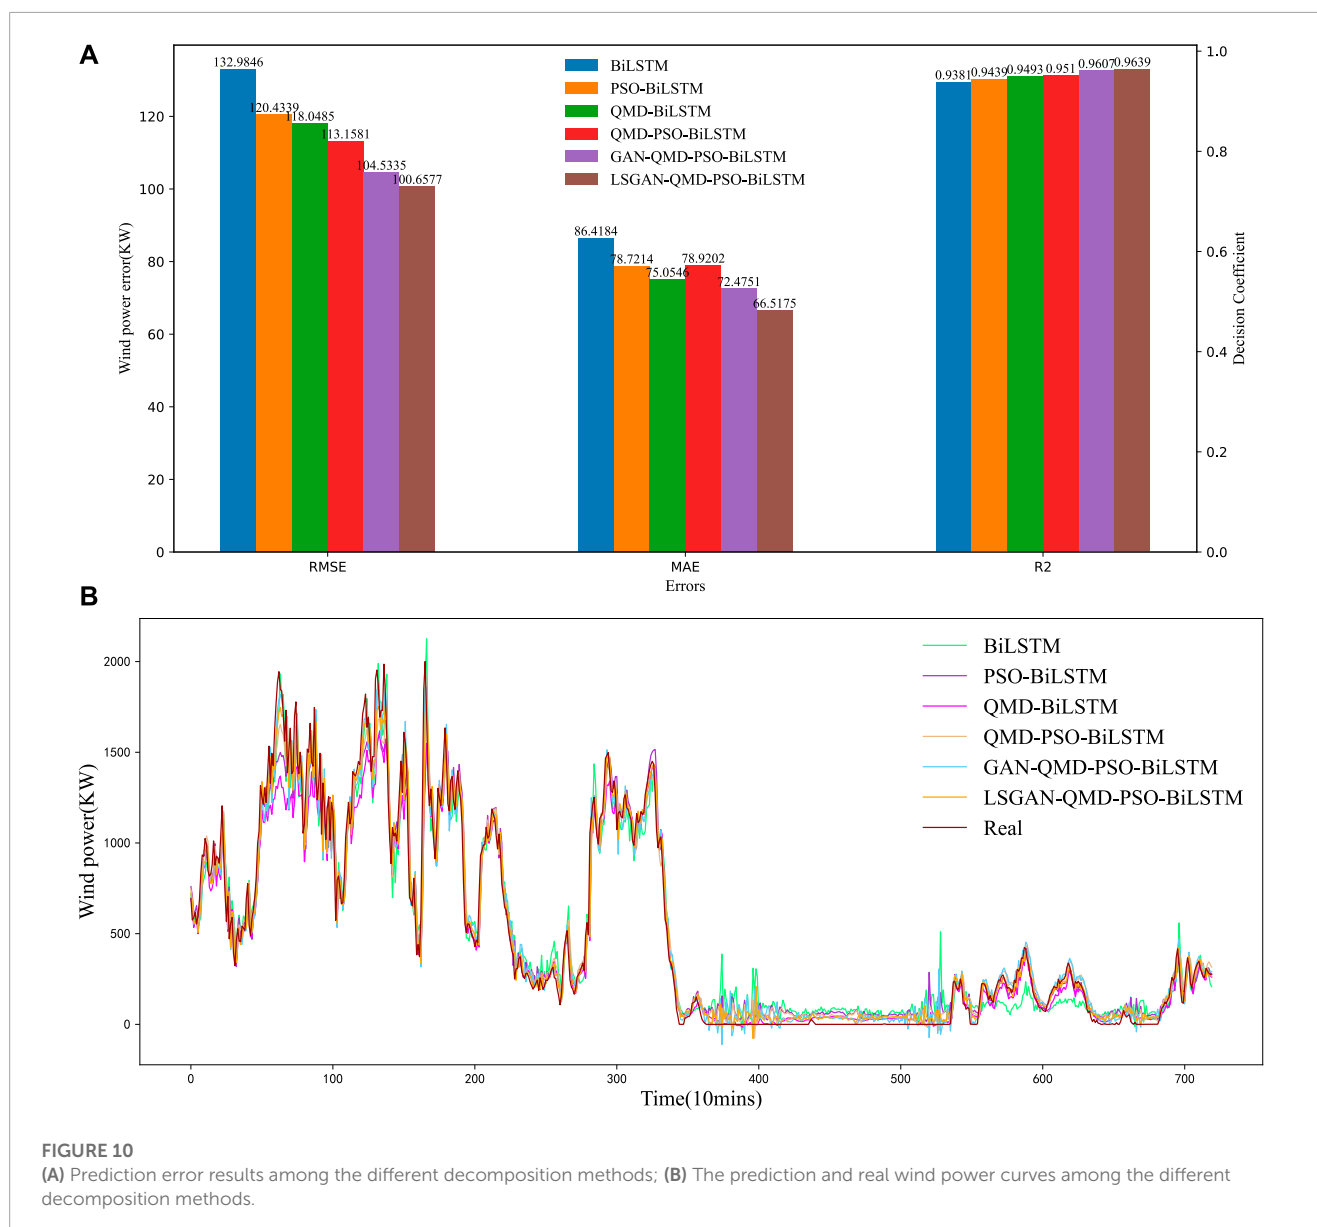 A
132.9846
120.4339
118.0485
113.1581
104.5335
100.6577
86.4184
78.7214
75.0546
78.9202
72.4751
66.5175
0.9381
0.9439
0.9493
0.951
0.9607
0.9639
BiLSTM
PSO-BiLSTM
QMD-BiLSTM
QMD-PSO-BiLSTM
GAN-QMD-PSO-BiLSTM
LSGAN-QMD-PSO-BiLSTM
Wind power error(KW)
120
100
80
60
40
20
0
Decision Coefficient
1.0
0.8
0.6
0.4
0.2
0.0
RMSE MAE R2
Errors
B
BiLSTM
PSO-BiLSTM
QMD-BiLSTM
QMD-PSO-BiLSTM
GAN-QMD-PSO-BiLSTM
LSGAN-QMD-PSO-BiLSTM
Real
Wind power(KW)
2000
1500
1000
500
0
0 100 200 300 400 500 600 700
Time(10mins)
FIGURE 10
(A) Prediction error results among the different decomposition methods; (B) The prediction and real wind power curves among the different
decomposition methods.